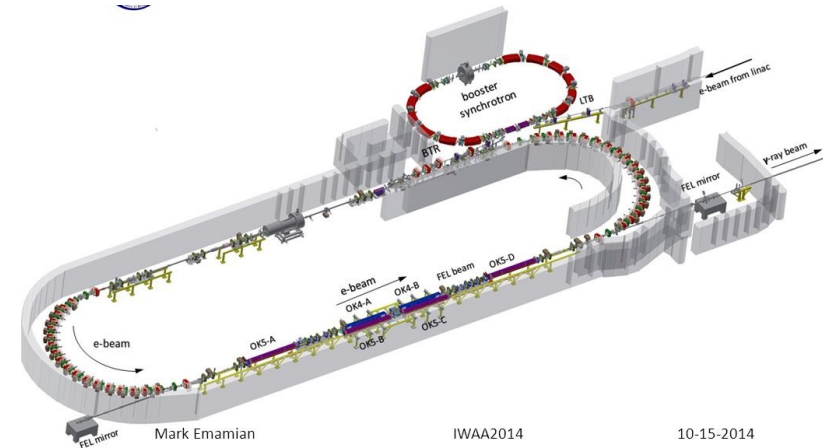 booster
synchrotron
e-beam from linac
LTB
BTR
γ-ray beam
FEL mirror
e-beam
OK4-A
OK4-B
FEL beam
OK5-D
OK5-A
OK5-B
OK5-C
e-beam
FEL mirror
Mark Emamian
IWAA2014
10-15-2014